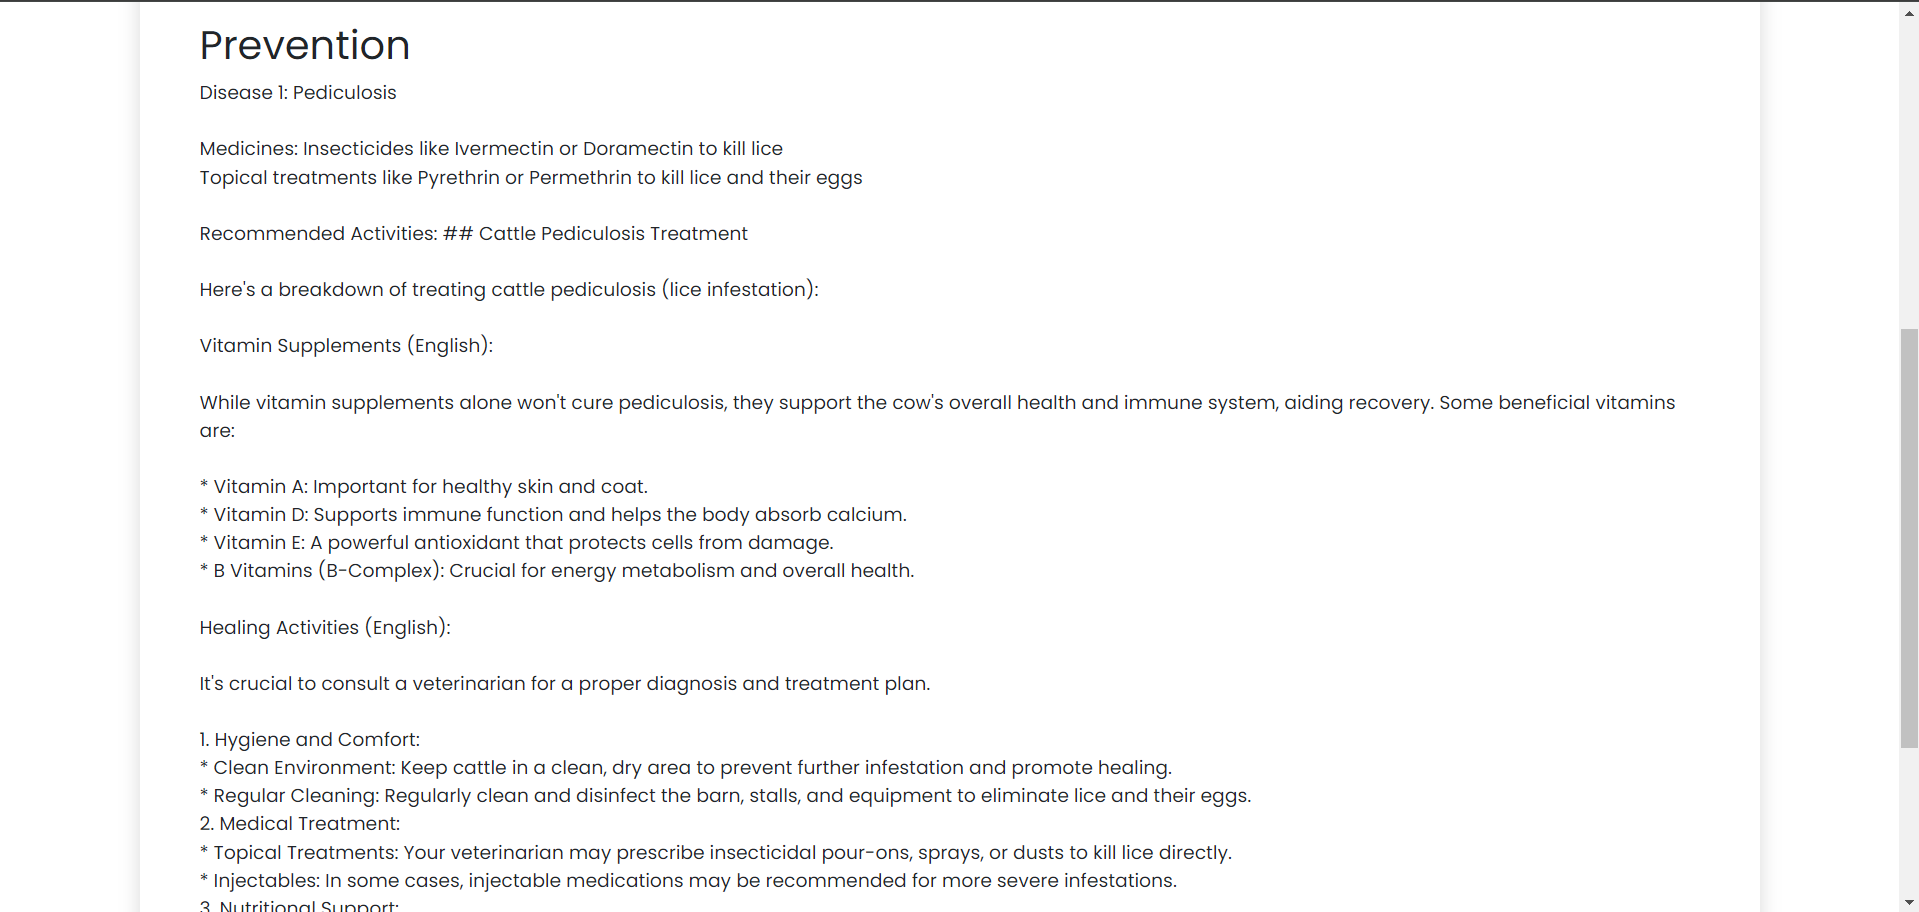 Prevention
Disease 1: Pediculosis
Medicines: Insecticides like Ivermectin or Doramectin to kill lice
Topical treatments like Pyrethrin or Permethrin to kill lice and their eggs
Recommended Activities: ## Cattle Pediculosis Treatment
Here's a breakdown of treating cattle pediculosis (lice infestation):
Vitamin Supplements (English):
While vitamin supplements alone won't cure pediculosis, they support the cow's overall health and immune system, aiding recovery. Some beneficial vitamins
are:
* Vitamin A: Important for healthy skin and coat.
* Vitamin D: Supports immune function and helps the body absorb calcium.
* Vitamin E: A powerful antioxidant that protects cells from damage.
* B Vitamins (B-Complex): Crucial for energy metabolism and overall health.
Healing Activities (English):
It's crucial to consult a veterinarian for a proper diagnosis and treatment plan.
1. Hygiene and Comfort:
* Clean Environment: Keep cattle in a clean, dry area to prevent further infestation and promote healing.
* Regular Cleaning: Regularly clean and disinfect the barn, stalls, and equipment to eliminate lice and their eggs.
2. Medical Treatment:
* Topical Treatments: Your veterinarian may prescribe insecticidal pour-ons, sprays, or dusts to kill lice directly.
* Injectables: In some cases, injectable medications may be recommended for more severe infestations.
3. Nutritional Support: